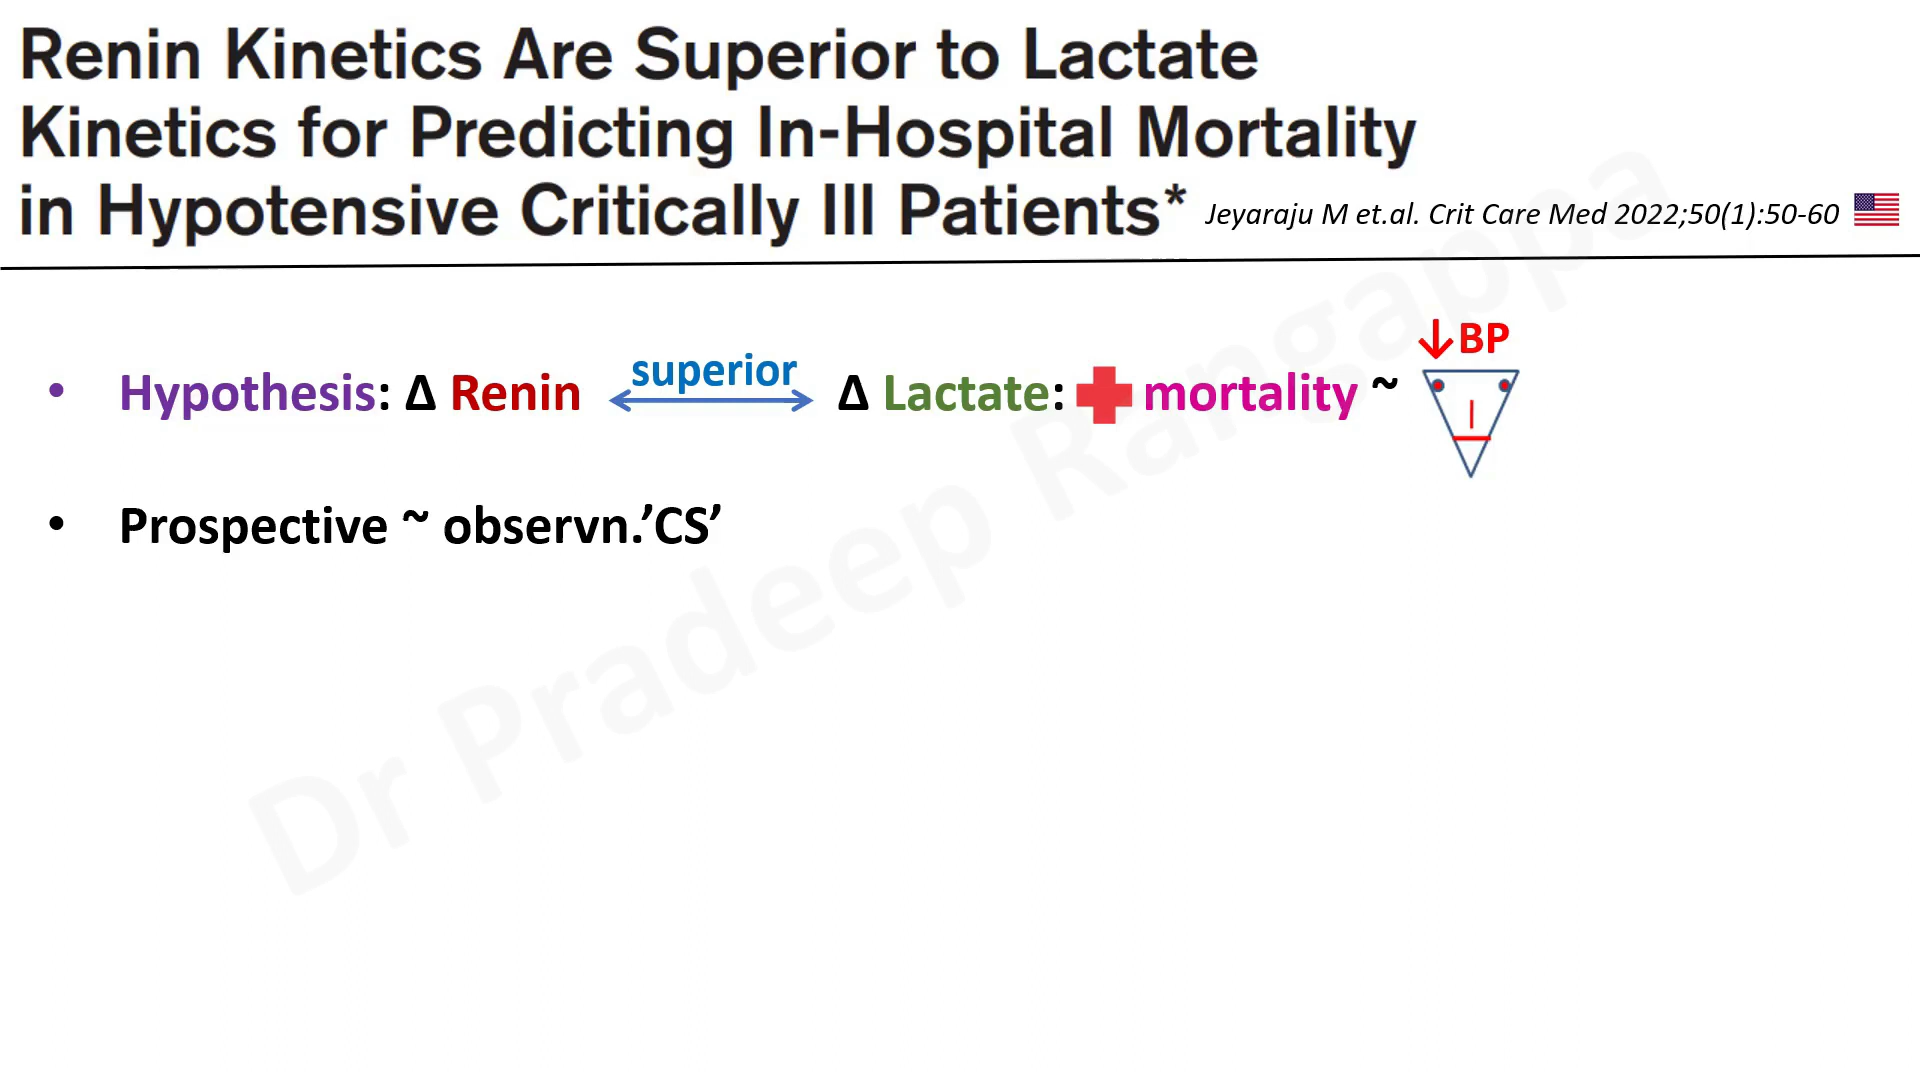 Renin Kinetics Are Superior to Lactate
Kinetics for Predicting In-Hospital Mortality
in Hypotensive Critically Ill Patients* Jeyaraju M et.al. Crit Care Med 2022;50(1):50-60
↓BP
superior
• Hypothesis: Δ Renin Δ Lactate: mortality ~
• Prospective ~ observn.’CS’
Dr Pradeep Rangappa